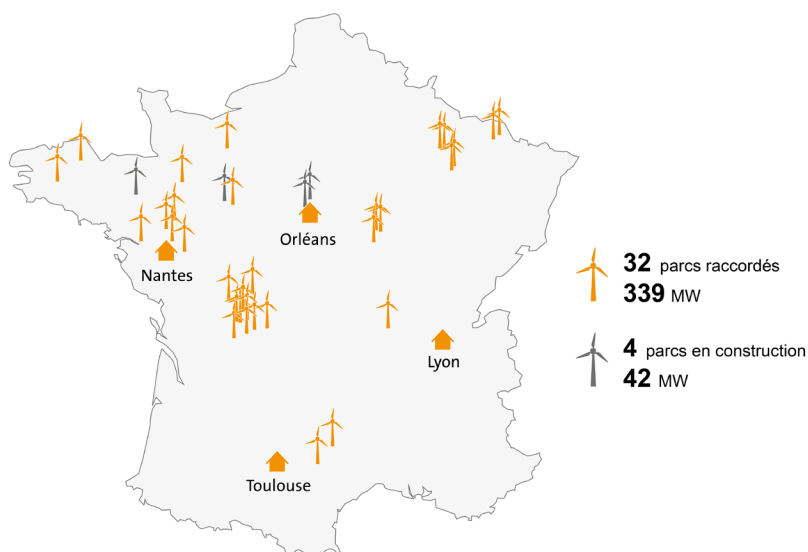 Orléans
Nantes
32 parcs raccordés
339 MW
Lyon
4 parcs en construction
42 MW
Toulouse